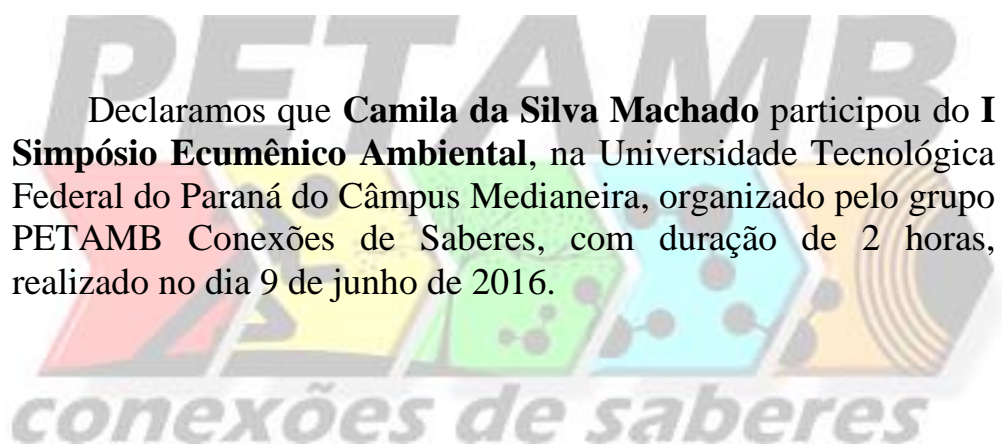 PETAMB
Declaramos que Camila da Silva Machado participou do I
Simpósio Ecumênico Ambiental, na Universidade Tecnológica
Federal do Paraná do Câmpus Medianeira, organizado pelo grupo
PETAMB Conexões de Saberes, com duração de 2 horas,
realizado no dia 9 de junho de 2016.
conexões de saberes